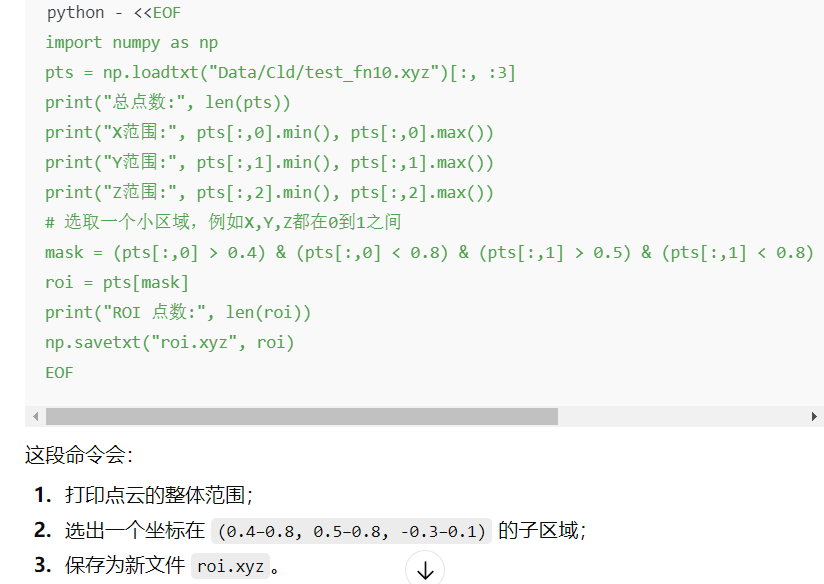 python - <<EOF
import numpy as np
pts = np.loadtxt("Data/Cld/test_fn10.xyz")[:, :3]
print("总点数:", len(pts))
print("X范围:", pts[:,0].min(), pts[:,0].max())
print("Y范围:", pts[:,1].min(), pts[:,1].max())
print("Z范围:", pts[:,2].min(), pts[:,2].max())
# 选取一个小区域，例如X,Y,Z都在0到1之间
mask = (pts[:,0] > 0.4) & (pts[:,0] < 0.8) & (pts[:,1] > 0.5) & (pts[:,1] < 0.8)
roi = pts[mask]
print("ROI 点数:", len(roi))
np.savetxt("roi.xyz", roi)
EOF
这段命令会：
1. 打印点云的整体范围；
2. 选出一个坐标在 (0.4–0.8, 0.5–0.8, -0.3–0.1) 的子区域；
3. 保存为新文件 roi.xyz。